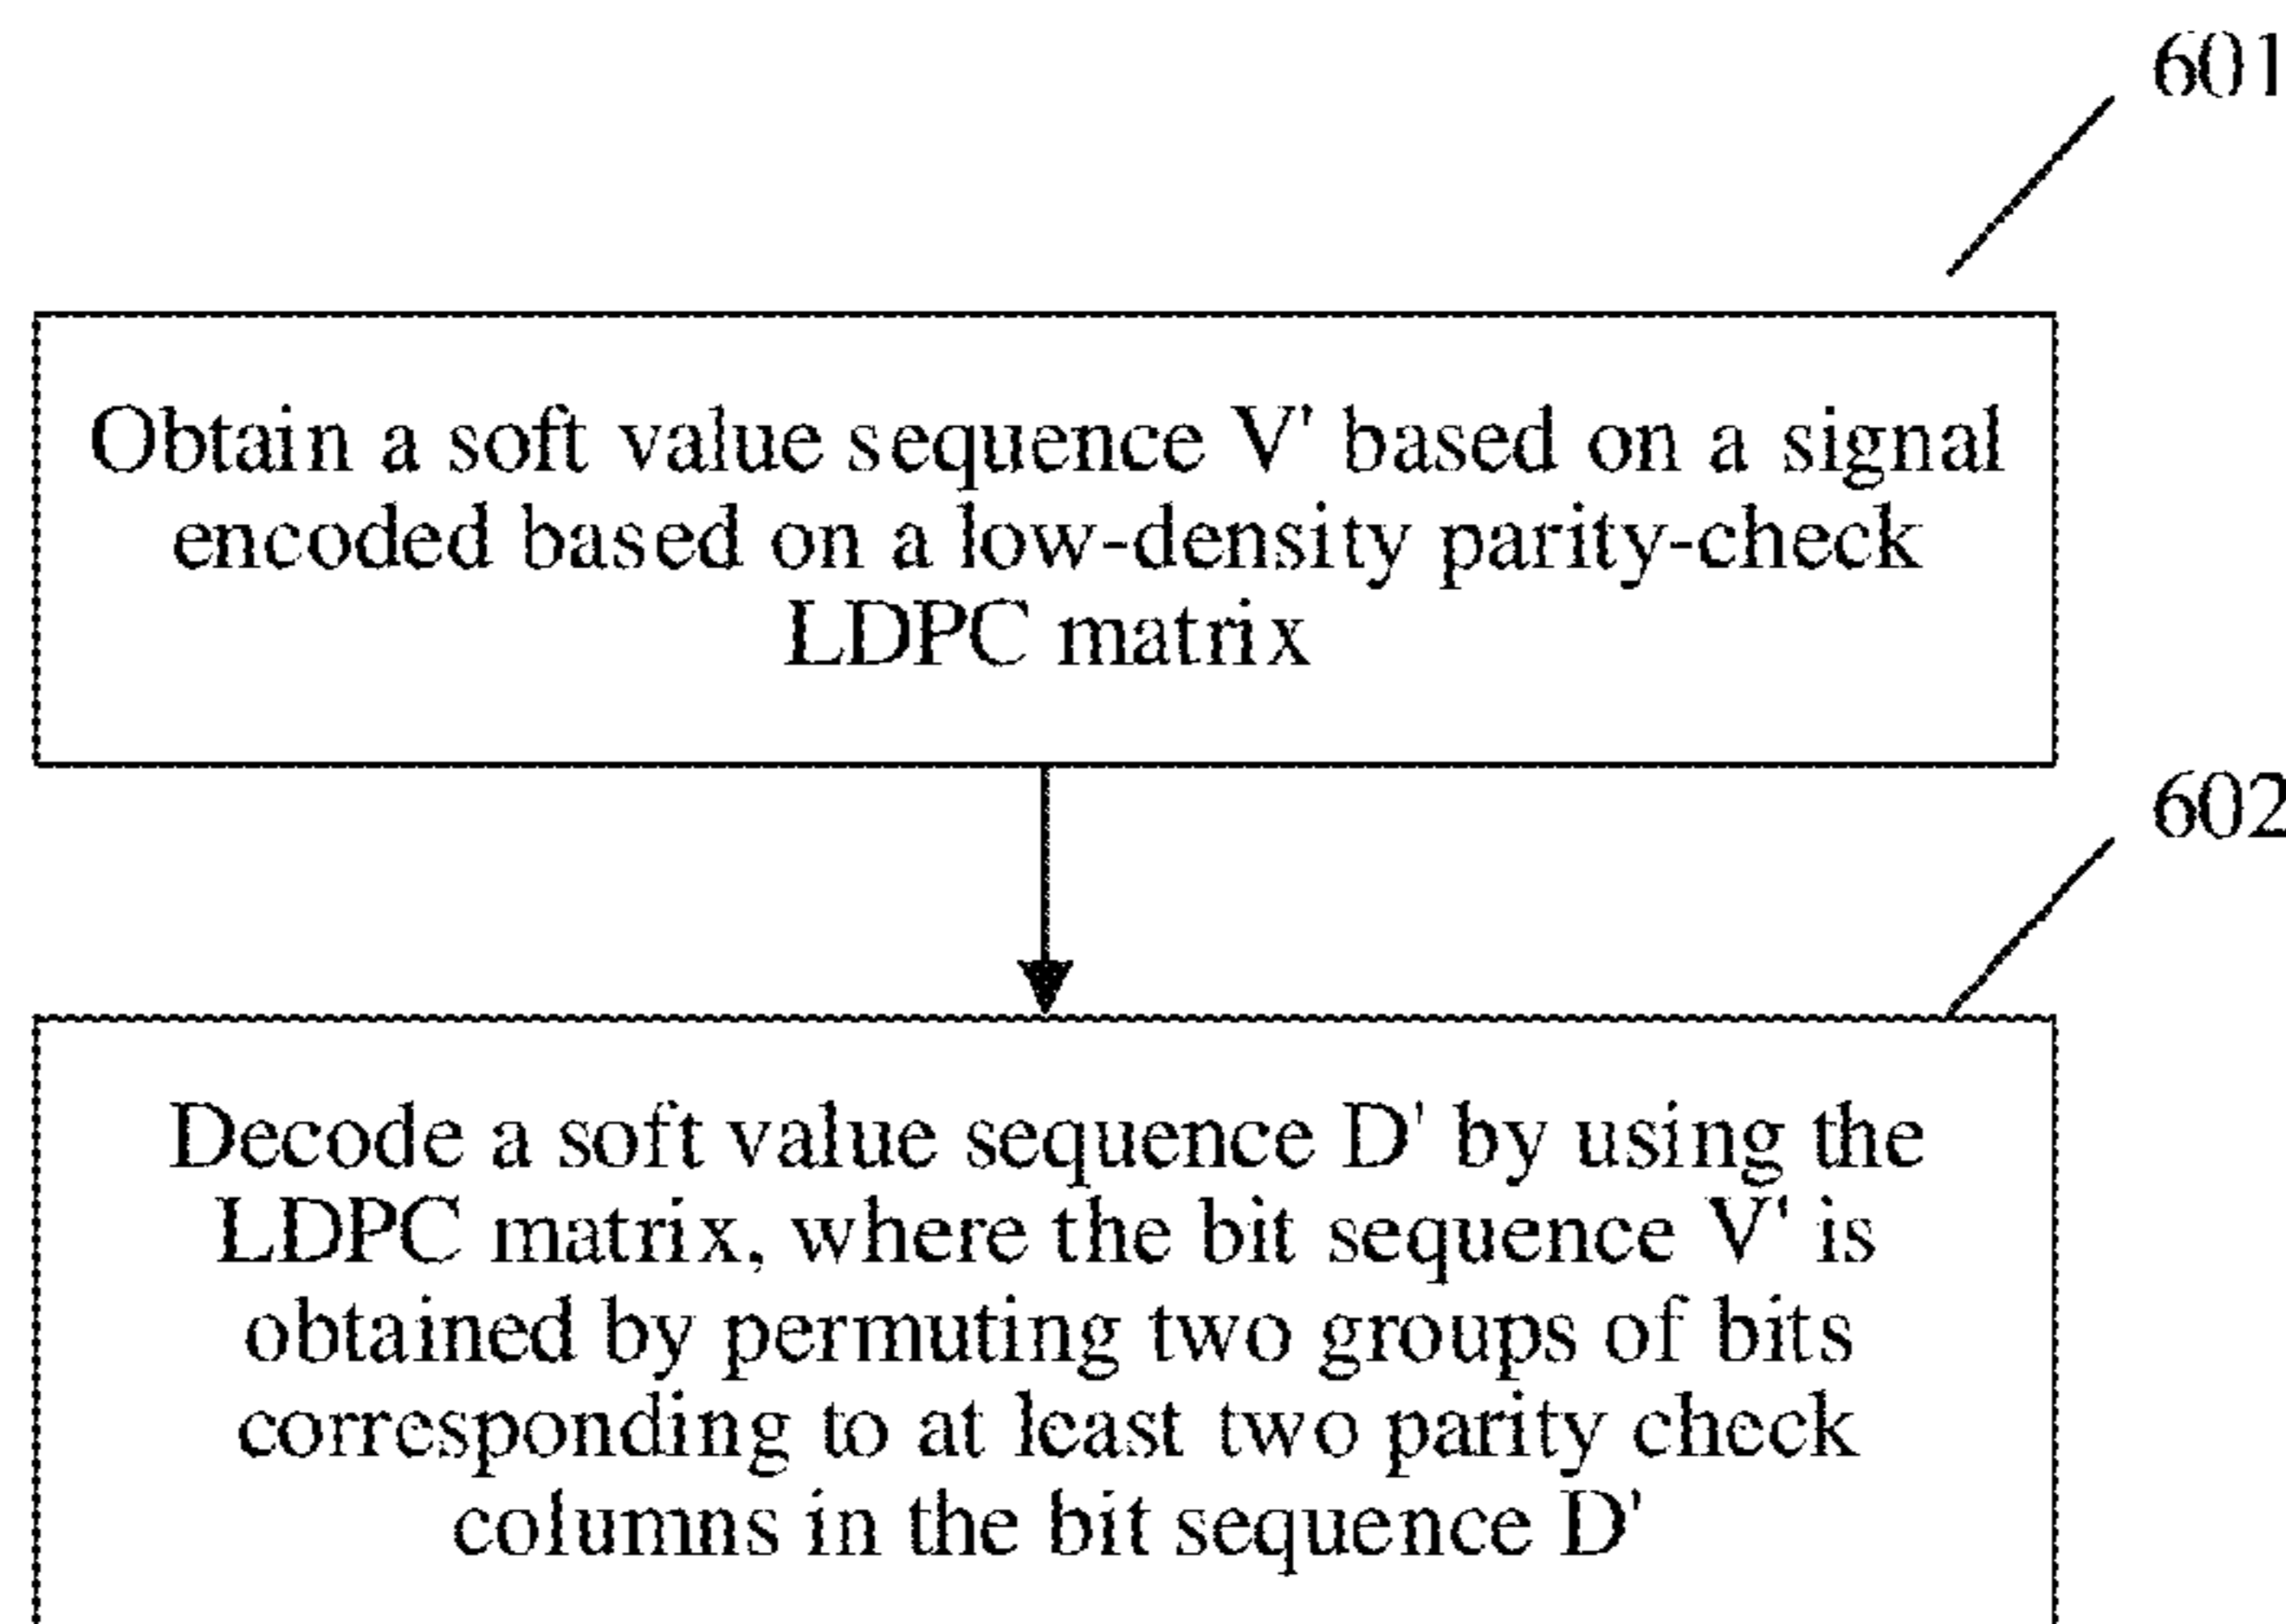 601
Obtain a soft value sequence V' based on a signal
encoded based on a low-density parity-check
LDPC matrix
602
Decode a soft value sequence D' by using the
LDPC matrix, where the bit sequence V' is
obtained by permuting two groups of bits
corresponding to at least two parity check
columns in the bit sequence D'